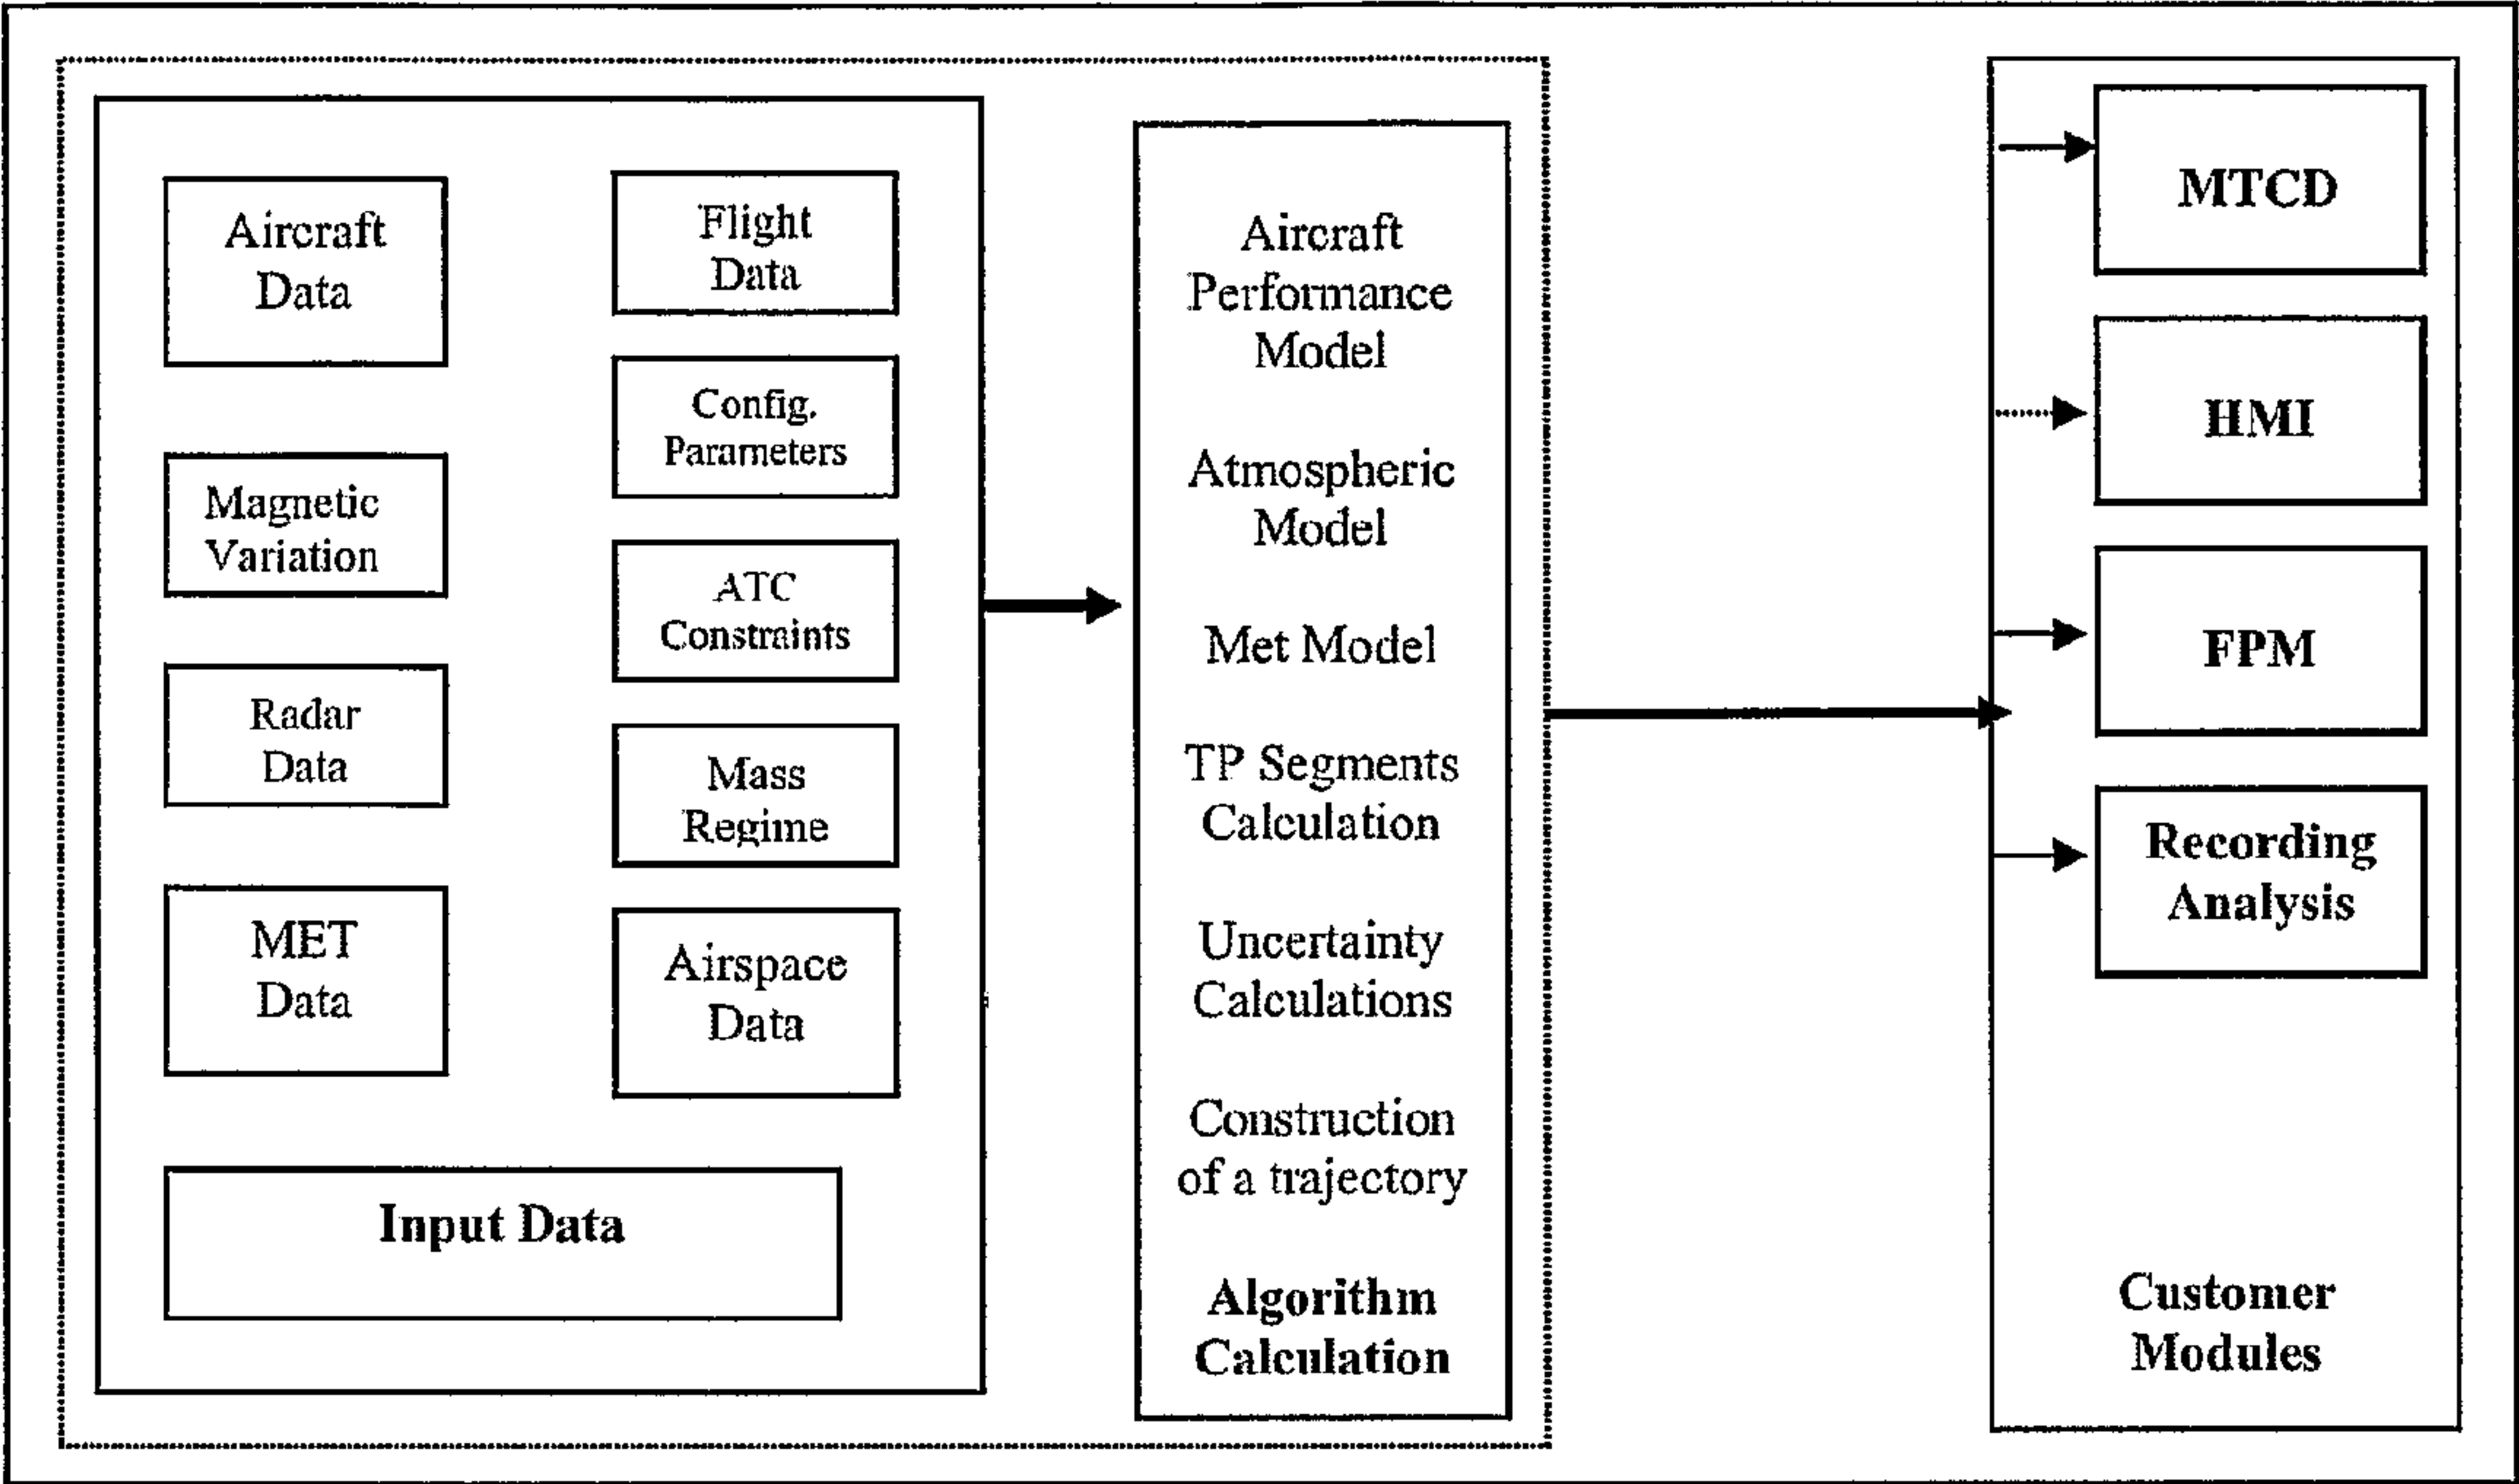 Aircraft
Data
Magnetic
Variation
Radar
Data
MET
Data
Flight
Data
Config.
Parameters
ATC
Constraints
Mass
Regime
Airspace
Data
Input Data
Aircraft
Performance
Model
Atmospheric
Model
Met Model
TP Segments
Calculation
Uncertainty
Calculations
Construction
of a trajectory
Algorithm
Calculation
MTCD
HMI
FPM
Recording
Analysis
Customer
Modules